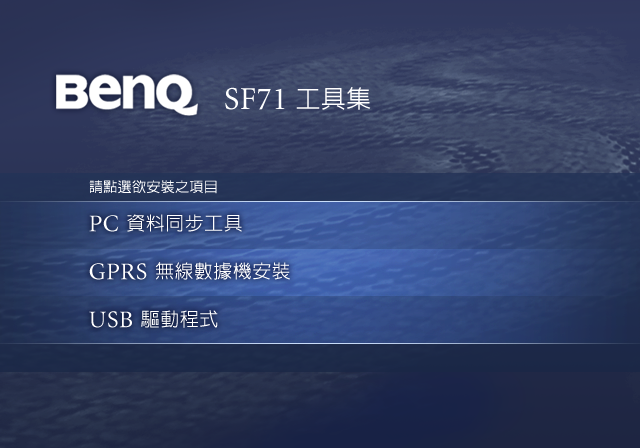 BenQ SF71 工具集
請點選欲安裝之項目
PC 資料同步工具
GPRS 無線數據機安裝
USB 驅動程式